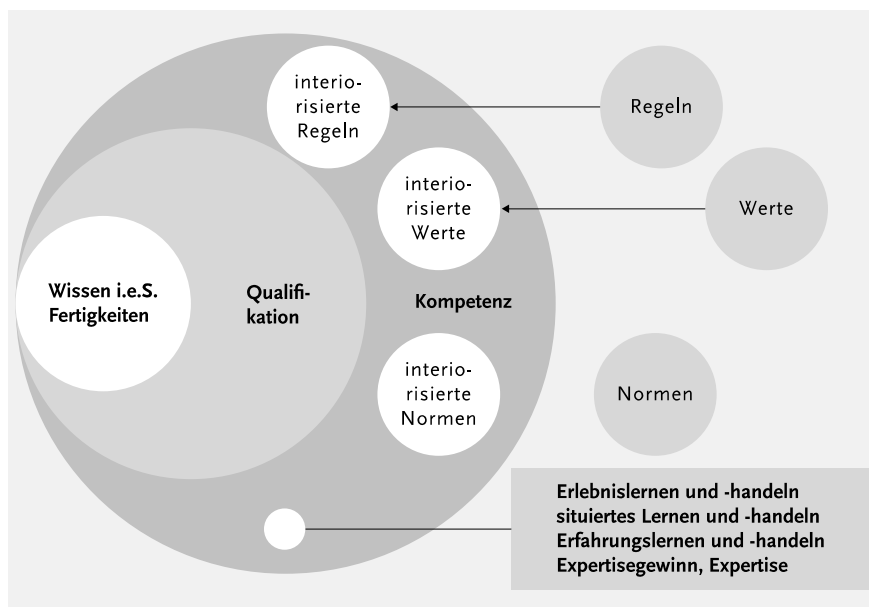 interio-
risierte
Regeln
Regeln
interio-
risierte
Werte
Werte
Wissen i.e.S.
Fertigkeiten
Qualifi-
kation
Kompetenz
interio-
risierte
Normen
Normen
Erlebnislernen und -handeln
situiertes Lernen und -handeln
Erfahrungslernen und -handeln
Expertisegewinn, Expertise